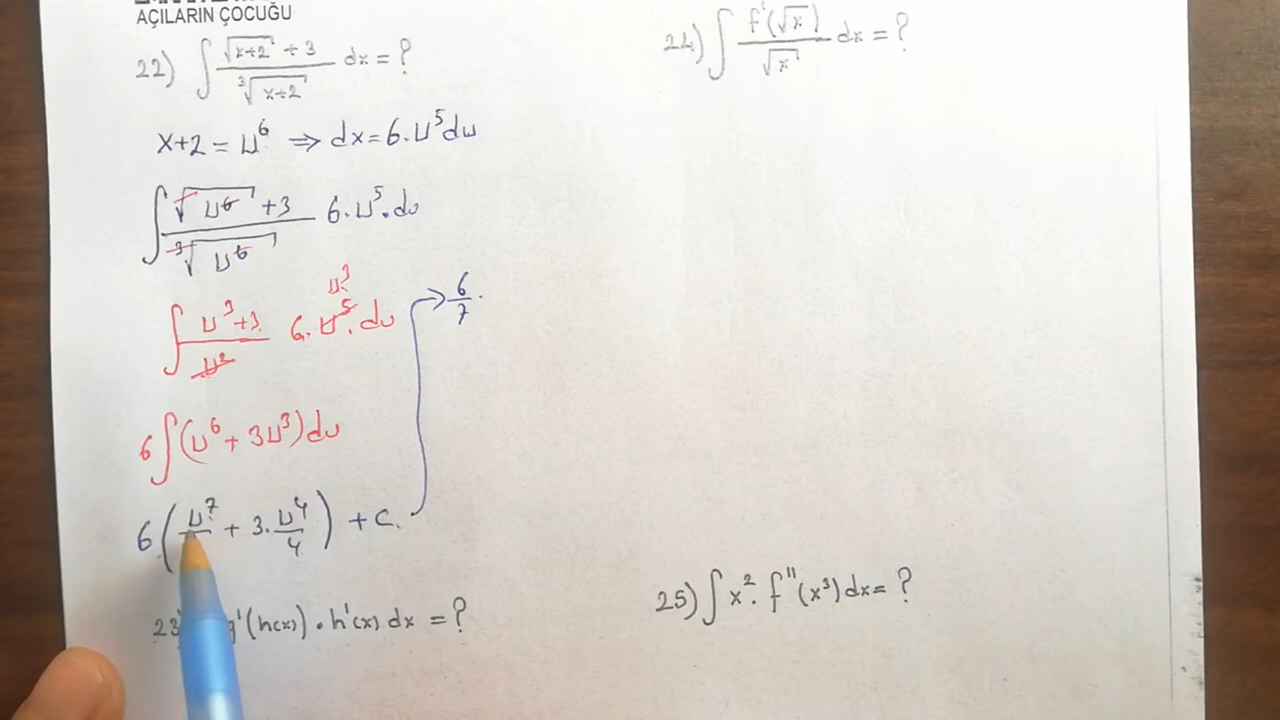 AÇILARIN ÇOCUĞU
22) ∫ (√(x+2) + 3) / ∛(x+2) dx = ?
x+2 = u⁶ ⇒ dx = 6.u⁵du
∫ (√(u⁶) + 3) / ∛(u⁶) 6.u⁵.du
∫ (u³+3) / u² 6.u⁵.du u³
6∫(u⁶ + 3u³)du
6(u⁷ + 3.u⁴/4) + c
→ 6/7.
23) g'(h(x)) • h'(x) dx = ?
24) ∫ f'(√x) / √x dx = ?
25) ∫ x². f''(x³) dx = ?